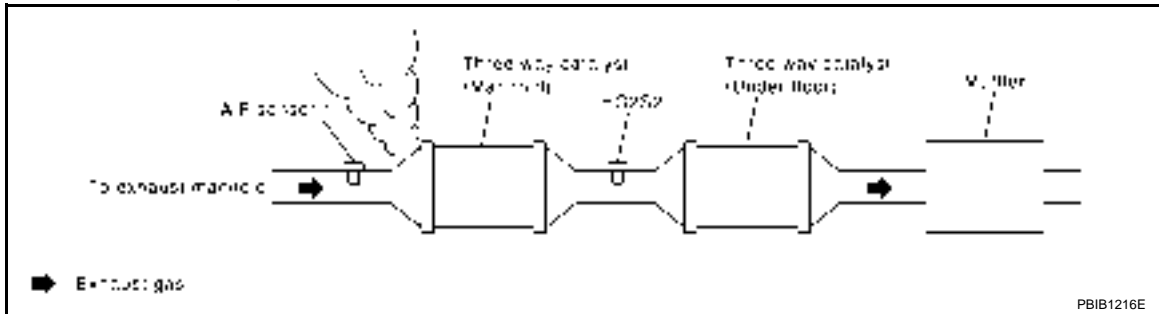 Three way catalyst
(Manifold)
Three way catalyst
(Under floor)
Muffler
HO2S2
A/F sensor
To exhaust manifold
Exhaust gas
PBIB1216E